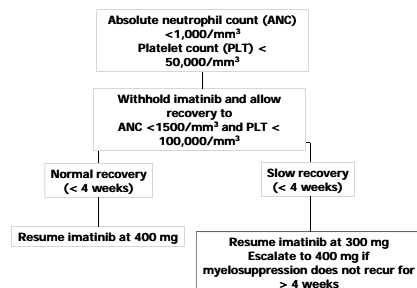 Absolute neutrophil count (ANC)
<1,000/mm³
Platelet count (PLT) <
50,000/mm³
Withhold imatinib and allow
recovery to
ANC <1500/mm³ and PLT <
100,000/mm³
Normal recovery
(< 4 weeks)
Slow recovery
(< 4 weeks)
Resume imatinib at 400 mg
Resume imatinib at 300 mg
Escalate to 400 mg if
myelosuppression does not recur for
> 4 weeks